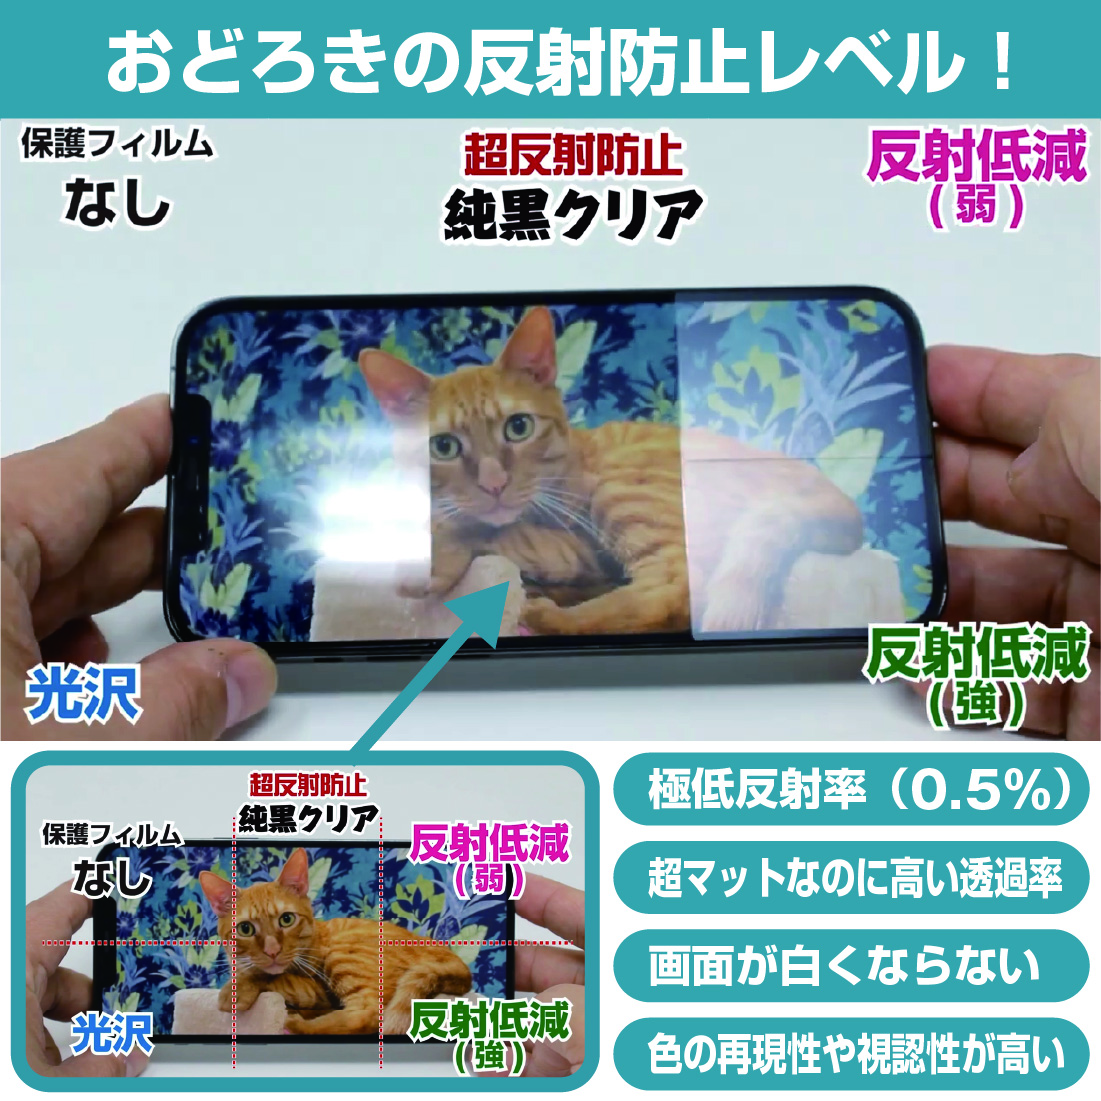 おどろきの反射防止レベル！
保護フィルム
なし
超反射防止
純黒クリア
反射低減
(弱)
光沢
反射低減
(強)
超反射防止
純黒クリア
保護フィルム
なし
反射低減
(弱)
光沢
反射低減
(強)
極低反射率（0.5％）
超マットなのに高い透過率
画面が白くならない
色の再現性や視認性が高い